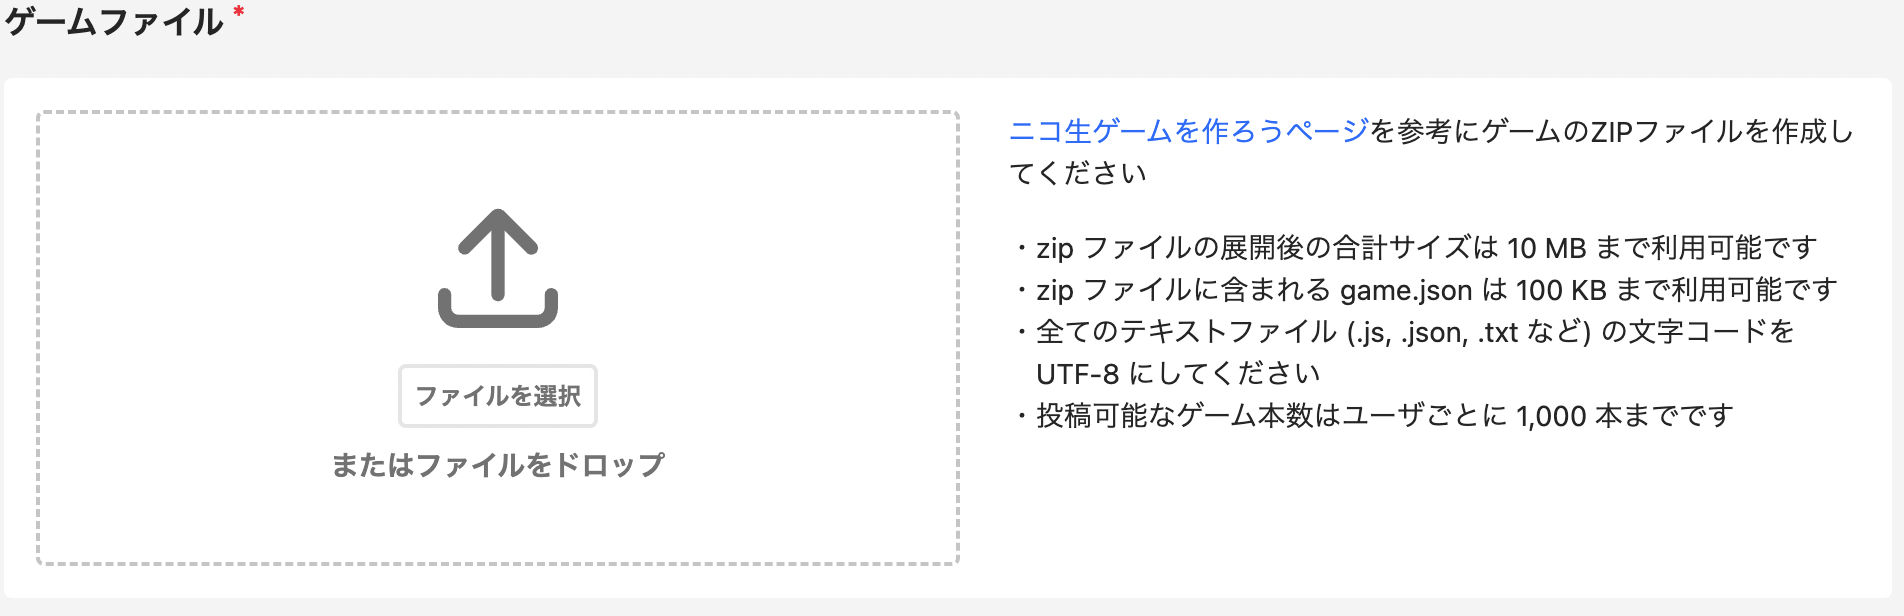 ゲームファイル *
ファイルを選択
またはファイルをドロップ
ニコ生ゲームを作ろうページを参考にゲームのZIPファイルを作成し
てください
・zip ファイルの展開後の合計サイズは 10 MB まで利用可能です
・zip ファイルに含まれる game.json は 100 KB まで利用可能です
・全てのテキストファイル (.js, .json, .txt など) の文字コードを
UTF-8 にしてください
・投稿可能なゲーム本数はユーザごとに 1,000 本までです